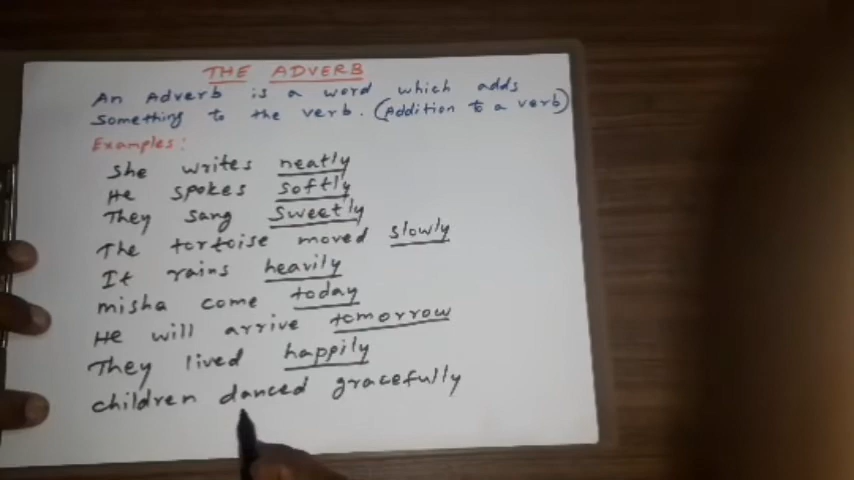 THE ADVERB
An Adverb is a word which adds
something to the verb. (Addition to a verb)
Examples:
She writes neatly
He spokes softly
They sang sweetly
The tortoise moved slowly
It rains heavily
misha come today
He will arrive tomorrow
They lived happily
children danced gracefully